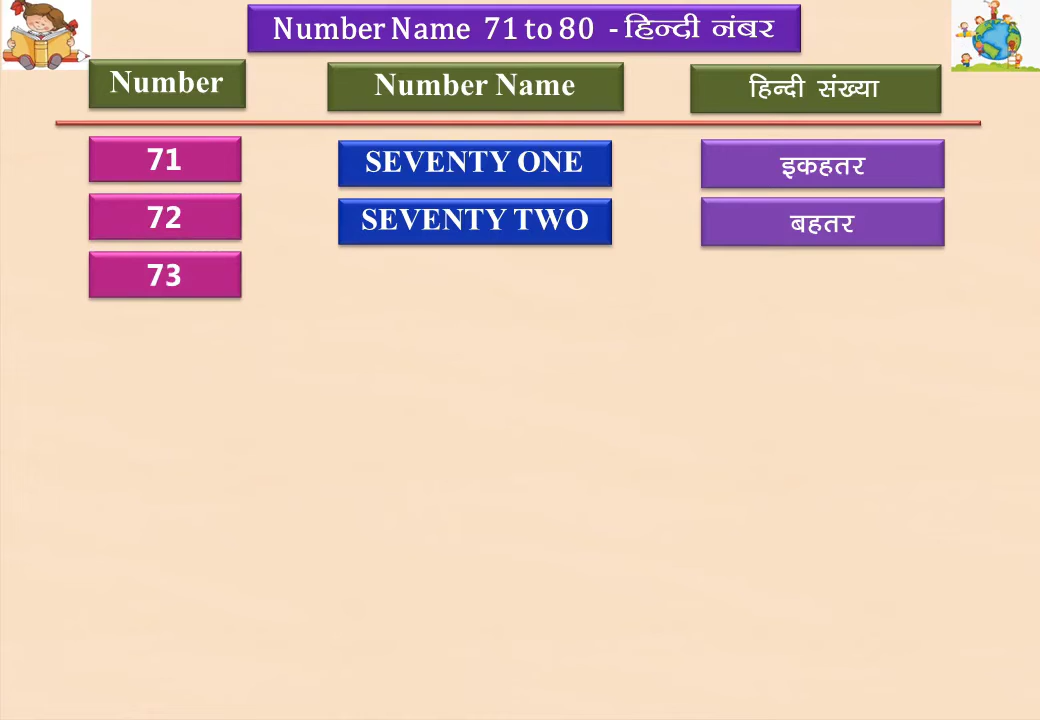 Number Name 71 to 80 - हिन्दी नंबर
Number Number Name हिन्दी संख्या
71 SEVENTY ONE इकहतर
72 SEVENTY TWO बहतर
73